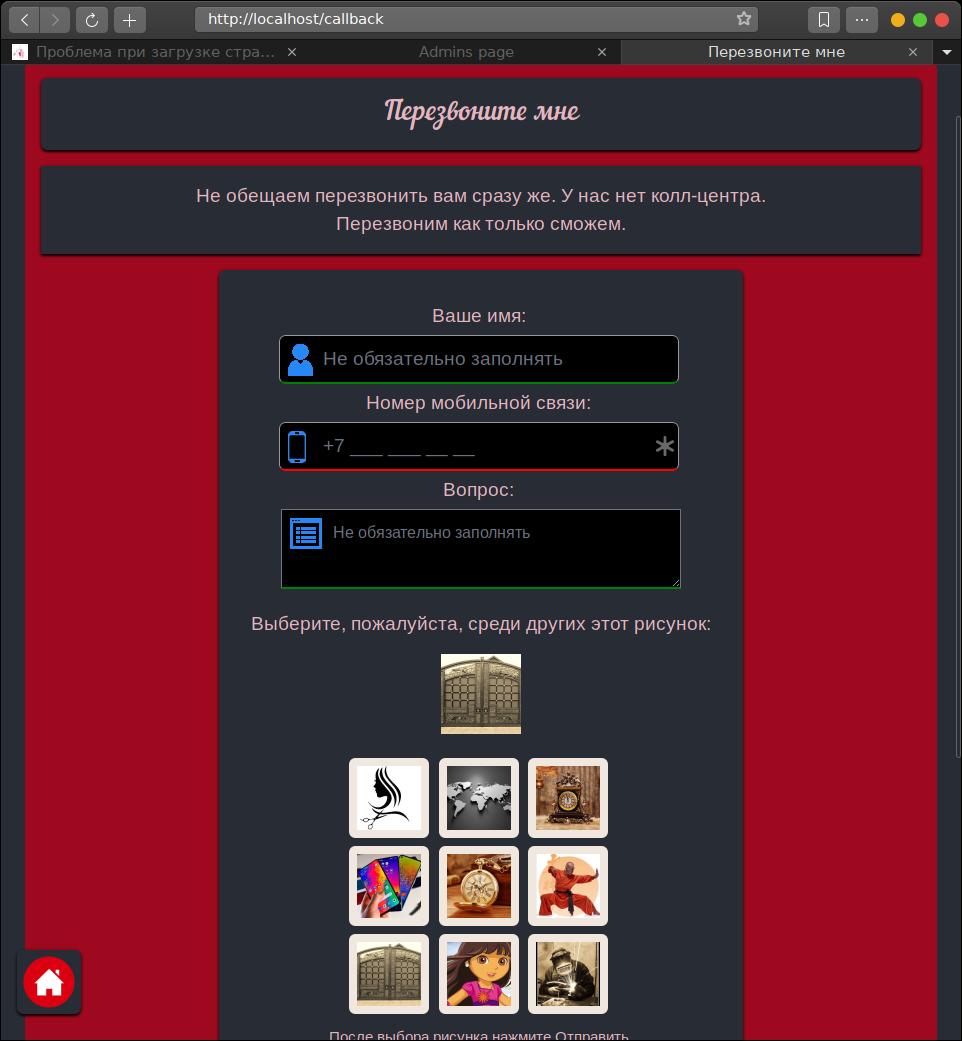 http://localhost/callback
Проблема при загрузке стра...
Admins page
Перезвоните мне
Перезвоните мне
Не обещаем перезвонить вам сразу же. У нас нет колл-центра.
Перезвоним как только сможем.
Ваше имя:
Не обязательно заполнять
Номер мобильной связи:
+7 ___ ___ __ __
Вопрос:
Не обязательно заполнять
Выберите, пожалуйста, среди других этот рисунок:
После выбора рисунка нажмите Отправить